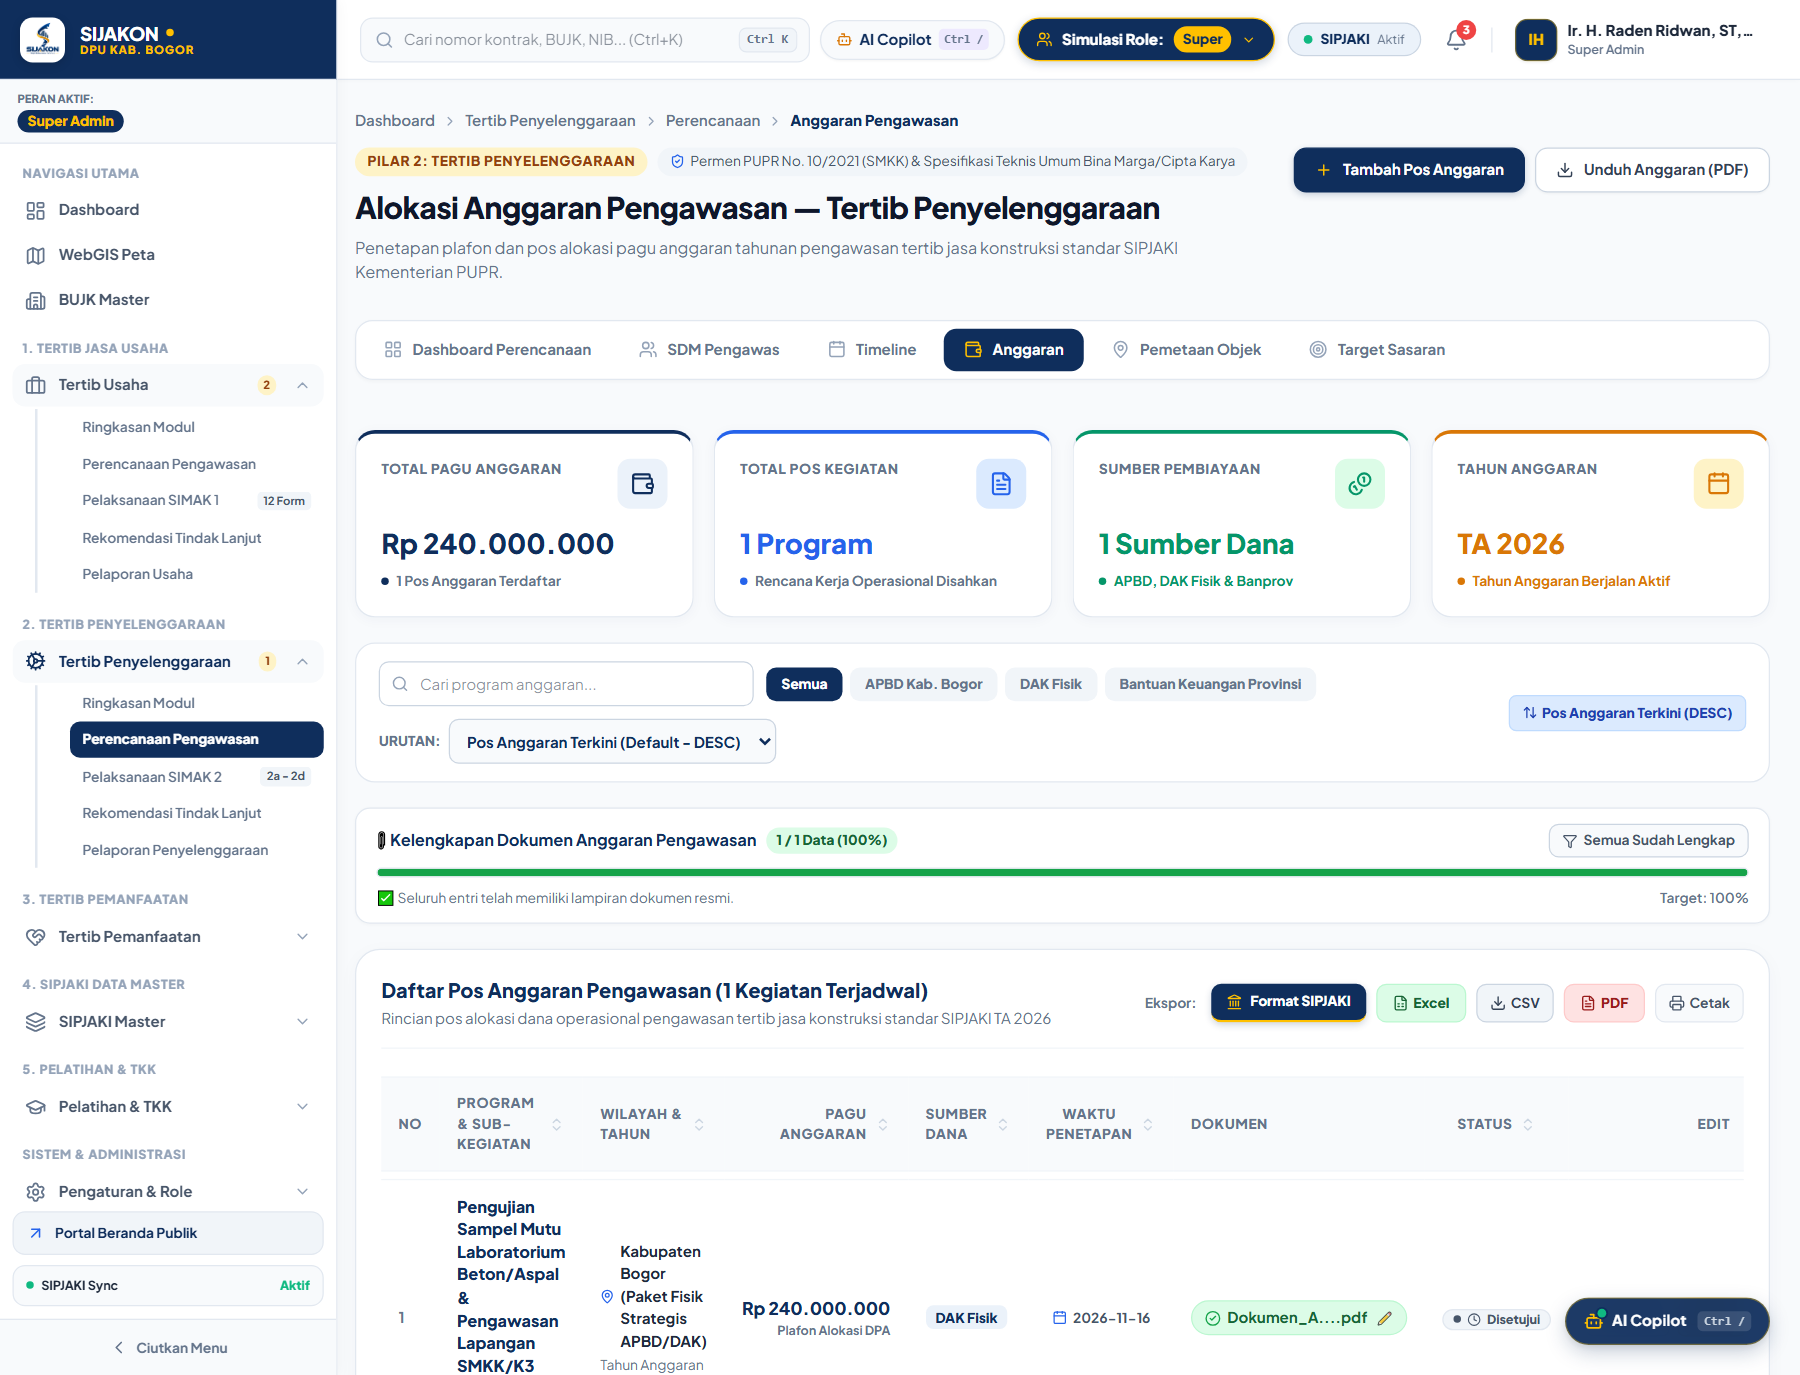 SIJAKON
DPU KAB. BOGOR
SIJAKON
Cari nomor kontrak, BUJK, NIB... (Ctrl+K)
Ctrl K
AI Copilot
Ctrl /
Simulasi Role:
Super
SIPJAKI Aktif
3
IH
Ir. H. Raden Ridwan, ST,...
Super Admin
PERAN AKTIF:
Super Admin
NAVIGASI UTAMA
Dashboard
WebGIS Peta
BUJK Master
1. TERTIB JASA USAHA
Tertib Usaha
2
Ringkasan Modul
Perencanaan Pengawasan
Pelaksanaan SIMAK 1
12 Form
Rekomendasi Tindak Lanjut
Pelaporan Usaha
2. TERTIB PENYELENGGARAAN
Tertib Penyelenggaraan
1
Ringkasan Modul
Perencanaan Pengawasan
Pelaksanaan SIMAK 2
2a - 2d
Rekomendasi Tindak Lanjut
Pelaporan Penyelenggaraan
3. TERTIB PEMANFAATAN
Tertib Pemanfaatan
4. SIPJAKI DATA MASTER
SIPJAKI Master
5. PELATIHAN & TKK
Pelatihan & TKK
SISTEM & ADMINISTRASI
Pengaturan & Role
Portal Beranda Publik
SIPJAKI Sync
Aktif
Ciutkan Menu
Dashboard > Tertib Penyelenggaraan > Perencanaan > Anggaran Pengawasan
PILAR 2: TERTIB PENYELENGGARAAN
Permen PUPR No. 10/2021 (SMKK) & Spesifikasi Teknis Umum Bina Marga/Cipta Karya
Alokasi Anggaran Pengawasan — Tertib Penyelenggaraan
Penetapan plafon dan pos alokasi pagu anggaran tahunan pengawasan tertib jasa konstruksi standar SIPJAKI
Kementerian PUPR.
Tambah Pos Anggaran
Unduh Anggaran (PDF)
Dashboard Perencanaan
SDM Pengawas
Timeline
Anggaran
Pemetaan Objek
Target Sasaran
TOTAL PAGU ANGGARAN
Rp 240.000.000
1 Pos Anggaran Terdaftar
TOTAL POS KEGIATAN
1 Program
Rencana Kerja Operasional Disahkan
SUMBER PEMBIAYAAN
1 Sumber Dana
APBD, DAK Fisik & Banprov
TAHUN ANGGARAN
TA 2026
Tahun Anggaran Berjalan Aktif
Cari program anggaran...
Semua
APBD Kab. Bogor
DAK Fisik
Bantuan Keuangan Provinsi
URUTAN:
Pos Anggaran Terkini (Default - DESC)
Pos Anggaran Terkini (DESC)
Kelengkapan Dokumen Anggaran Pengawasan
1 / 1 Data (100%)
Semua Sudah Lengkap
Seluruh entri telah memiliki lampiran dokumen resmi.
Target: 100%
Daftar Pos Anggaran Pengawasan (1 Kegiatan Terjadwal)
Rincian pos alokasi dana operasional pengawasan tertib jasa konstruksi standar SIPJAKI TA 2026
Ekspor:
Format SIPJAKI
Excel
CSV
PDF
Cetak
NO
PROGRAM
& SUB-
KEGIATAN
WILAYAH &
TAHUN
PAGU
ANGGARAN
SUMBER
DANA
WAKTU
PENETAPAN
DOKUMEN
STATUS
EDIT
1
Pengujian
Sampel Mutu
Laboratorium
Beton/Aspal
&
Pengawasan
Lapangan
SMKK/K3
Kabupaten
Bogor
(Paket Fisik
Strategis
APBD/DAK)
Tahun Anggaran
Rp 240.000.000
Plafon Alokasi DPA
DAK Fisik
2026-11-16
Dokumen_A....pdf
Disetujui
AI Copilot
Ctrl /